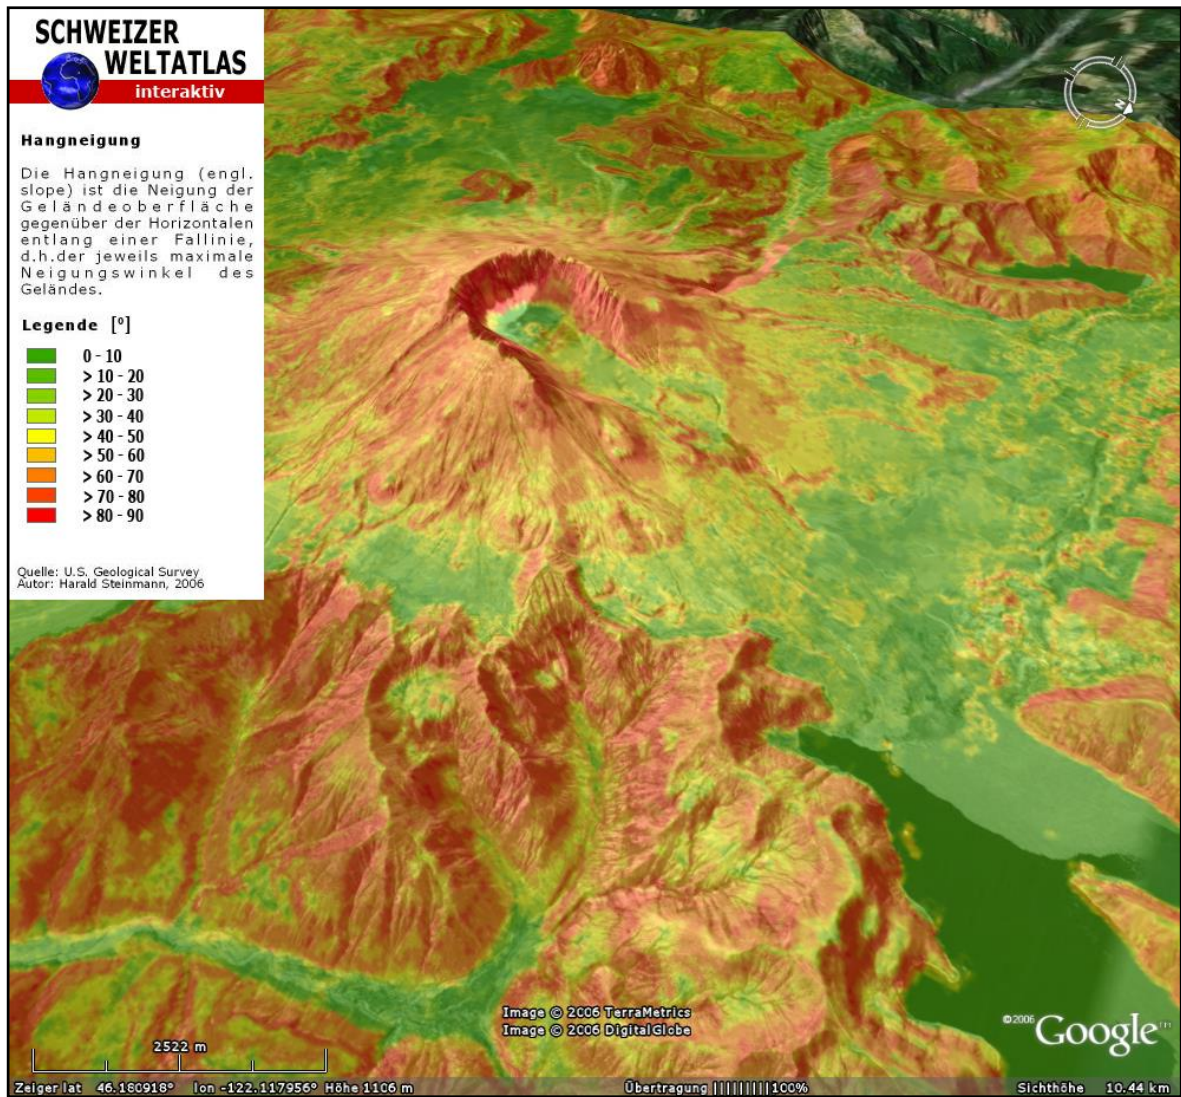 SCHWEIZER
WELTATLAS
interaktiv
Hangneigung
Die Hangneigung (engl.
slope) ist die Neigung der
Geländeoberfläche
gegenüber der Horizontalen
entlang einer Fallinie,
d.h.der jeweils maximale
Neigungswinkel des
Geländes.
Legende [°]
0 - 10
> 10 - 20
> 20 - 30
> 30 - 40
> 40 - 50
> 50 - 60
> 60 - 70
> 70 - 80
> 80 - 90
Quelle: U.S. Geological Survey
Autor: Harald Steinmann, 2006
N
Image © 2006 TerraMetrics
Image © 2006 DigitalGlobe
©2006 Google™
2522 m
Zeiger lat 46.180918° lon -122.117956° Höhe 1106 m Übertragung ||||||||| 100% Sichthöhe 10.44 km